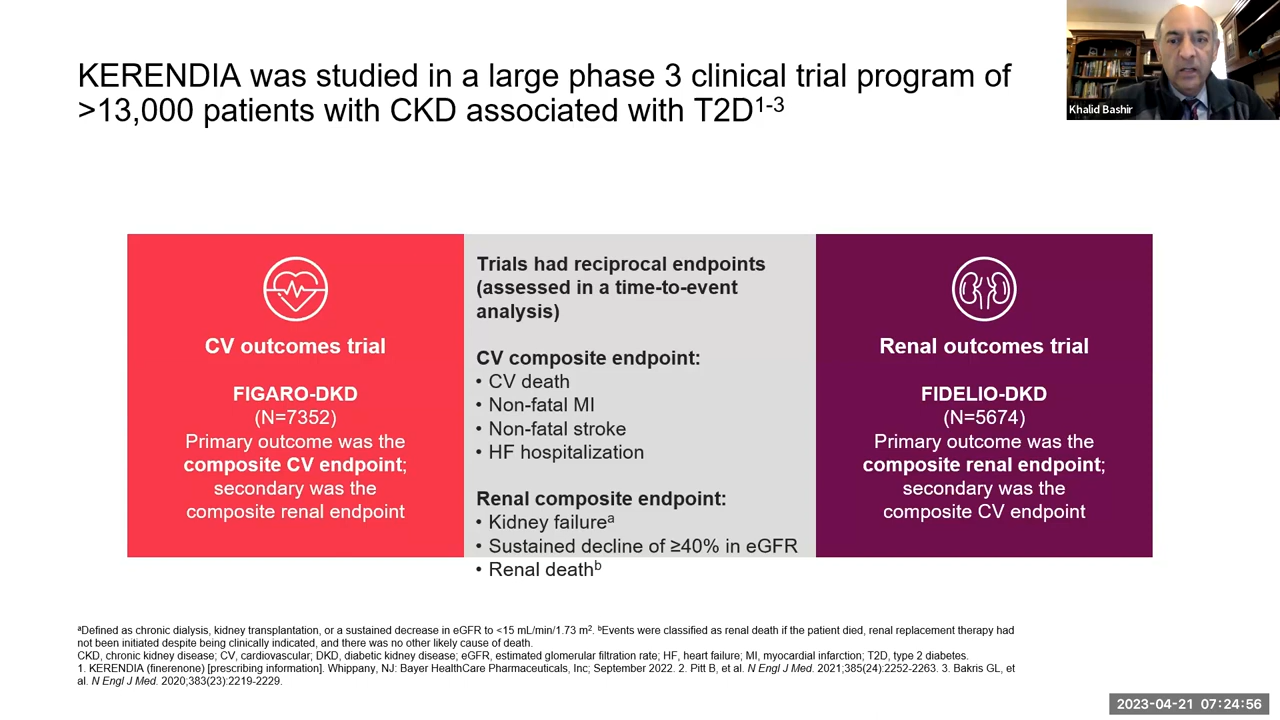 KERENDIA was studied in a large phase 3 clinical trial program of
>13,000 patients with CKD associated with T2D1-3
Khalid Bashir
CV outcomes trial
FIGARO-DKD
(N=7352)
Primary outcome was the
composite CV endpoint;
secondary was the
composite renal endpoint
Trials had reciprocal endpoints
(assessed in a time-to-event
analysis)
CV composite endpoint:
• CV death
• Non-fatal MI
• Non-fatal stroke
• HF hospitalization
Renal composite endpoint:
• Kidney failureª
• Sustained decline of ≥40% in eGFR
• Renal deathᵇ
Renal outcomes trial
FIDELIO-DKD
(N=5674)
Primary outcome was the
composite renal endpoint;
secondary was the
composite CV endpoint
ªDefined as chronic dialysis, kidney transplantation, or a sustained decrease in eGFR to <15 mL/min/1.73 m². ᵇEvents were classified as renal death if the patient died, renal replacement therapy had
not been initiated despite being clinically indicated, and there was no other likely cause of death.
CKD, chronic kidney disease; CV, cardiovascular; DKD, diabetic kidney disease; eGFR, estimated glomerular filtration rate; HF, heart failure; MI, myocardial infarction; T2D, type 2 diabetes.
1. KERENDIA (finerenone) [prescribing information]. Whippany, NJ: Bayer HealthCare Pharmaceuticals, Inc; September 2022. 2. Pitt B, et al. N Engl J Med. 2021;385(24):2252-2263. 3. Bakris GL, et
al. N Engl J Med. 2020;383(23):2219-2229.
2023-04-21 07:24:56